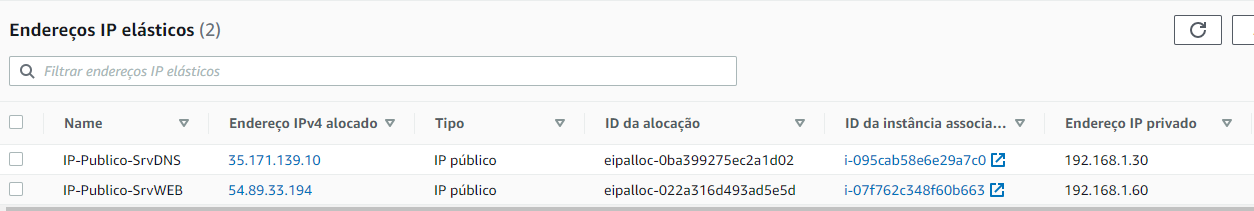 Endereços IP elásticos (2)
Filtrar endereços IP elásticos
Name Endereço IPv4 alocado Tipo ID da alocação ID da instância associa... Endereço IP privado
IP-Publico-SrvDNS 35.171.139.10 IP público eipalloc-0ba399275ec2a1d02 i-095cab58e6e29a7c0 192.168.1.30
IP-Publico-SrvWEB 54.89.33.194 IP público eipalloc-022a316d493ad5e5d i-07f762c348f60b663 192.168.1.60